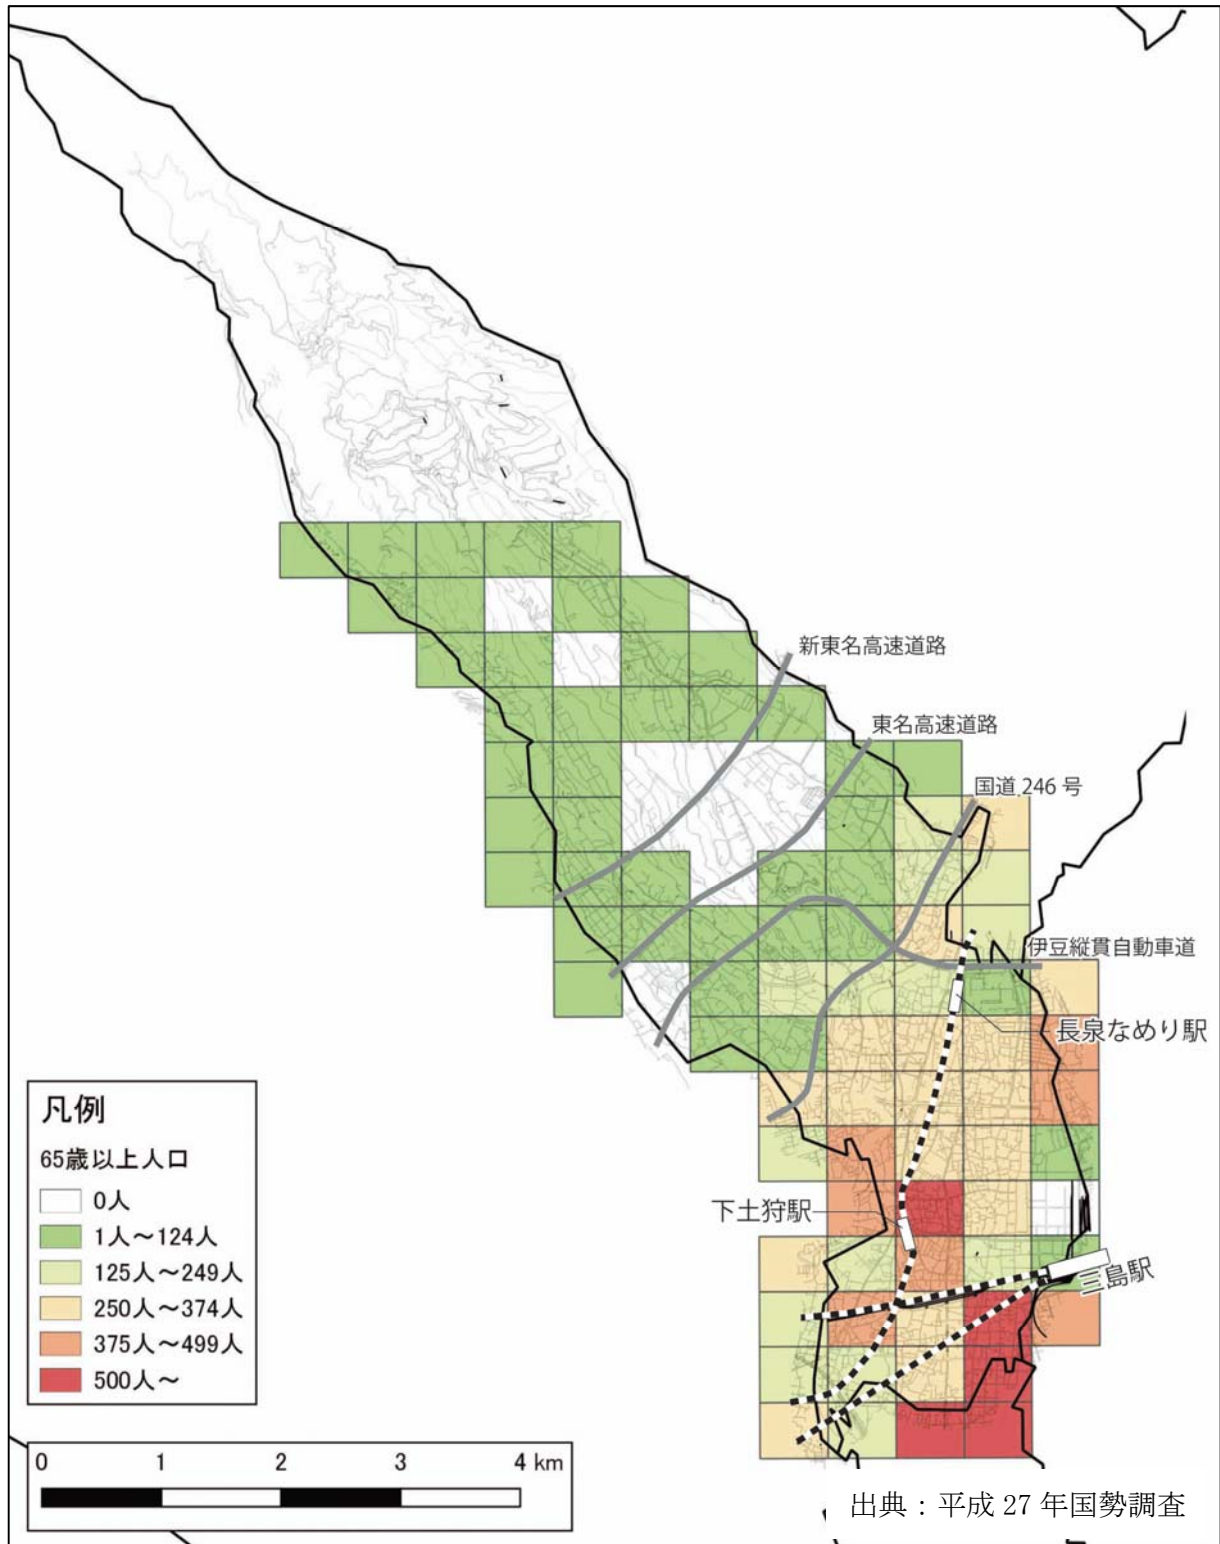 新東名高速道路
東名高速道路
国道 246 号
伊豆縦貫自動車道
長泉なめり駅
下土狩駅
三島駅
凡例
65歳以上人口
0人
1人～124人
125人～249人
250人～374人
375人～499人
500人～
0 1 2 3 4 km
出典：平成 27 年国勢調査